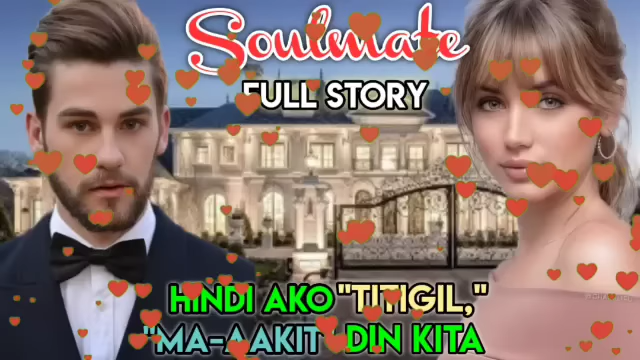 Soulmate
FULL STORY
HINDI AKO "TITIGIL,"
"MA-AAKIT DIN KITA